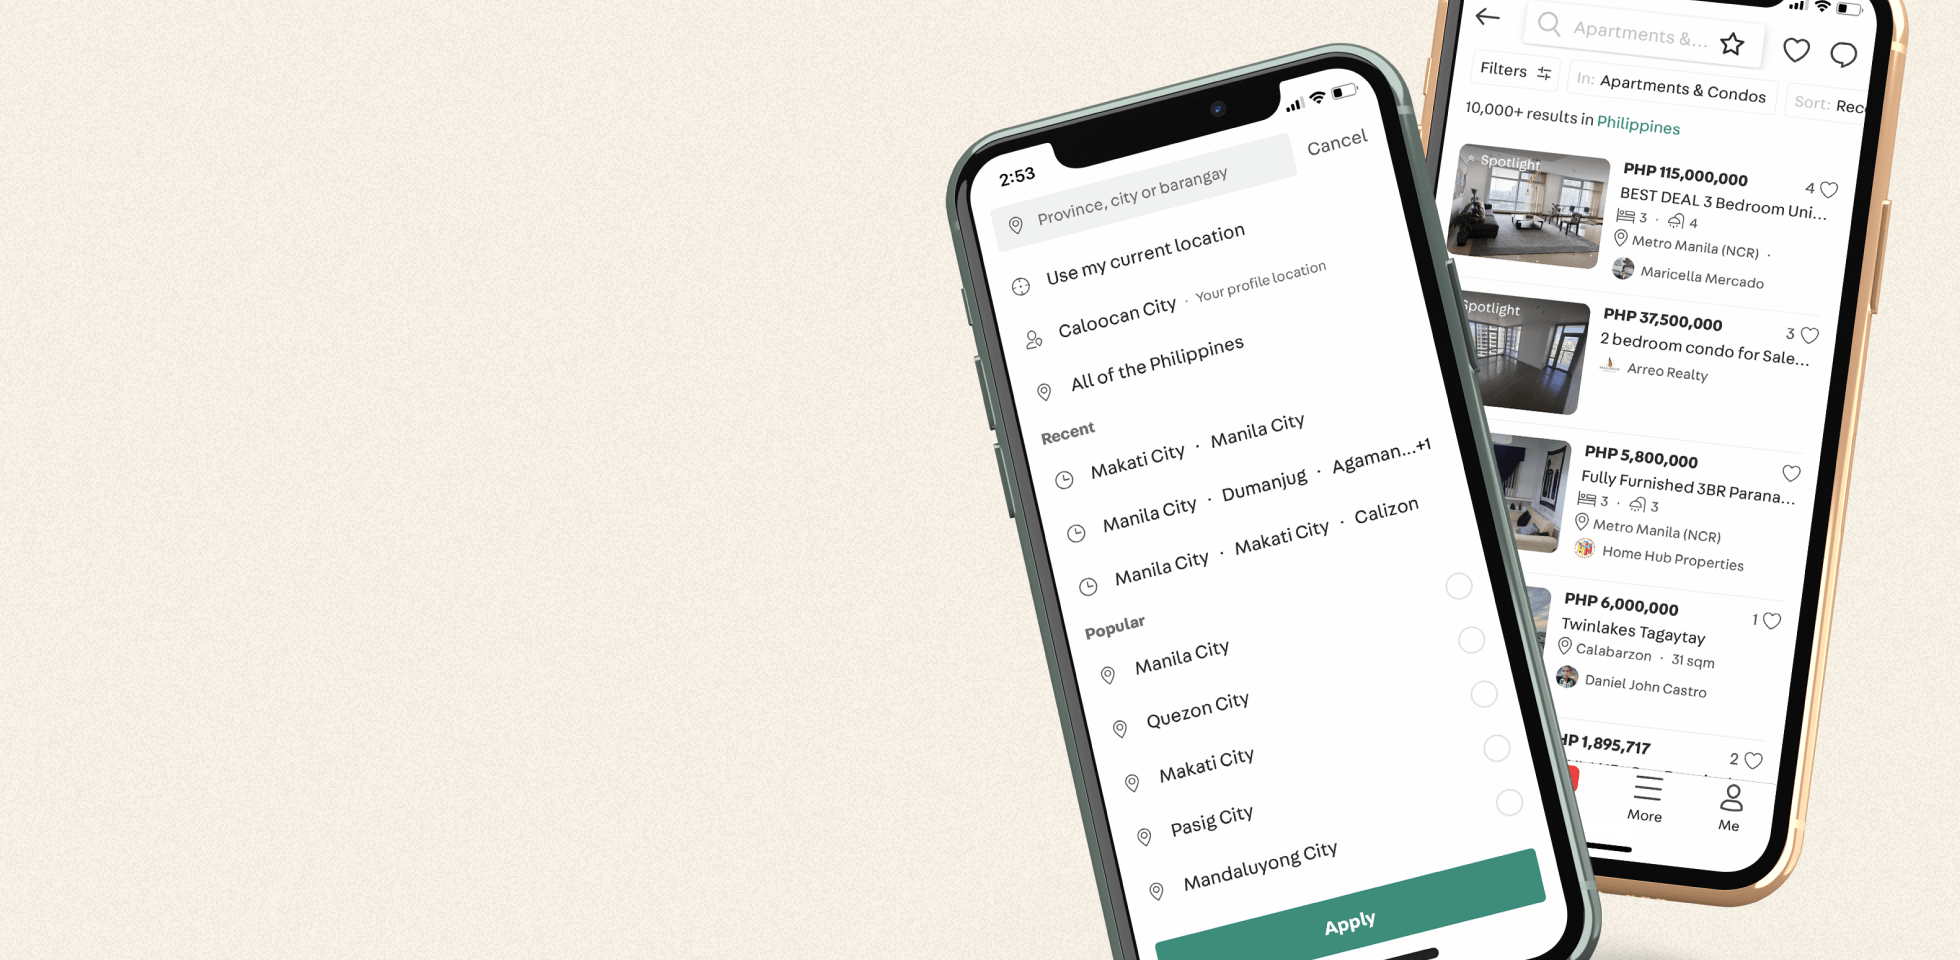 2:53
Province, city or barangay
Cancel
Use my current location
Caloocan City · Your profile location
All of the Philippines
Recent
Makati City · Manila City
Manila City · Dumanjug · Agaman...+1
Manila City · Makati City · Calizon
Popular
Manila City
Quezon City
Makati City
Pasig City
Mandaluyong City
Apply
Apartments &...
Filters
In: Apartments & Condos
Sort: Rec
10,000+ results in Philippines
Spotlight
PHP 115,000,000
4
BEST DEAL 3 Bedroom Uni...
3 · 4
Metro Manila (NCR) ·
Maricella Mercado
Spotlight
PHP 37,500,000
3
2 bedroom condo for Sale...
Arreo Realty
PHP 5,800,000
Fully Furnished 3BR Parana...
3 · 3
Metro Manila (NCR)
Home Hub Properties
PHP 6,000,000
1
Twinlakes Tagaytay
Calabarzon · 31 sqm
Daniel John Castro
HP 1,895,717
2
More
Me